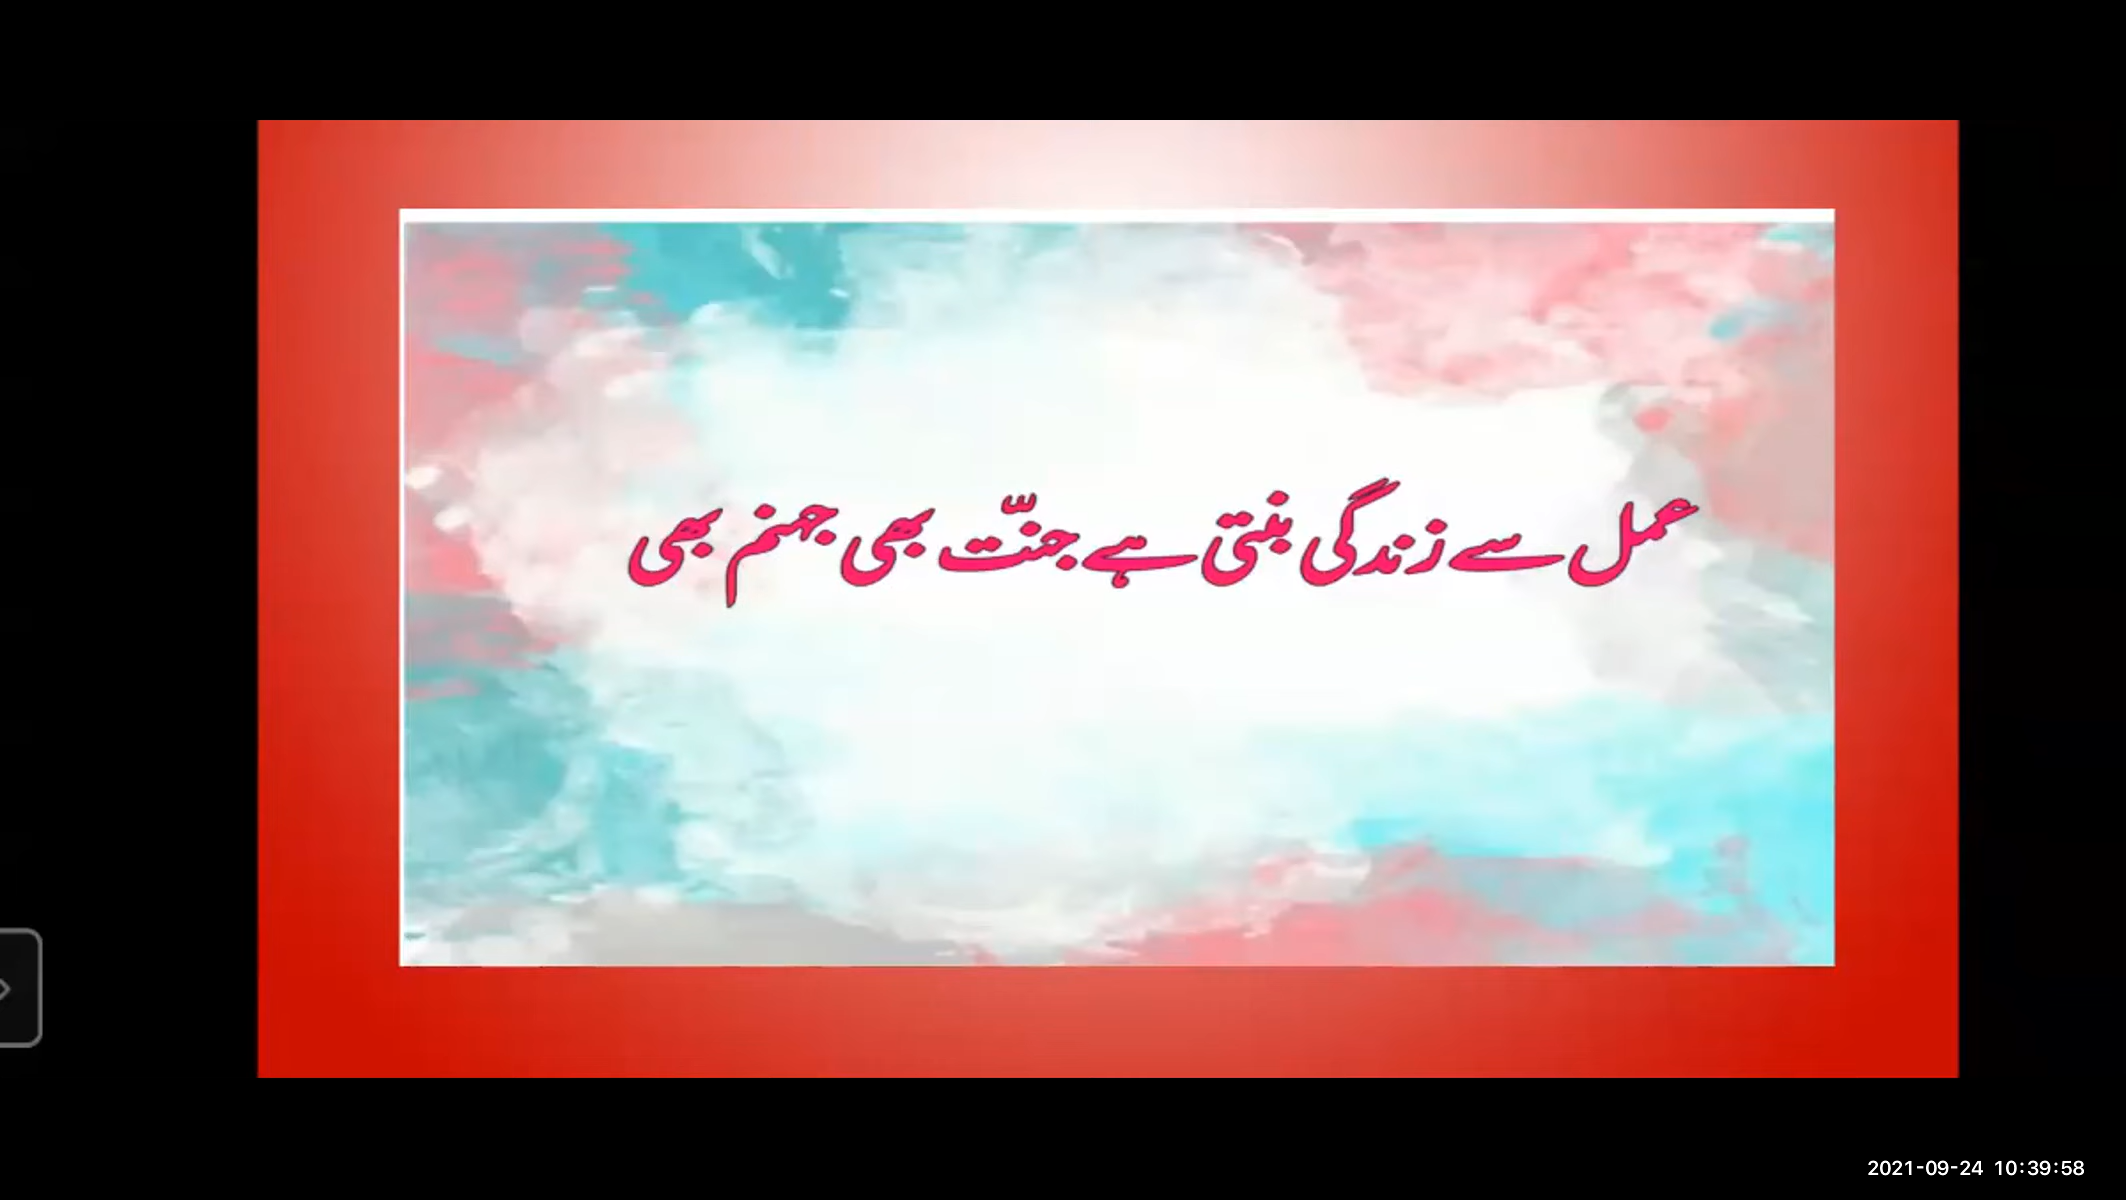 عمل سے زندگی بنتی ہے جنّت بھی جہنم بھی
2021-09-24 10:39:58